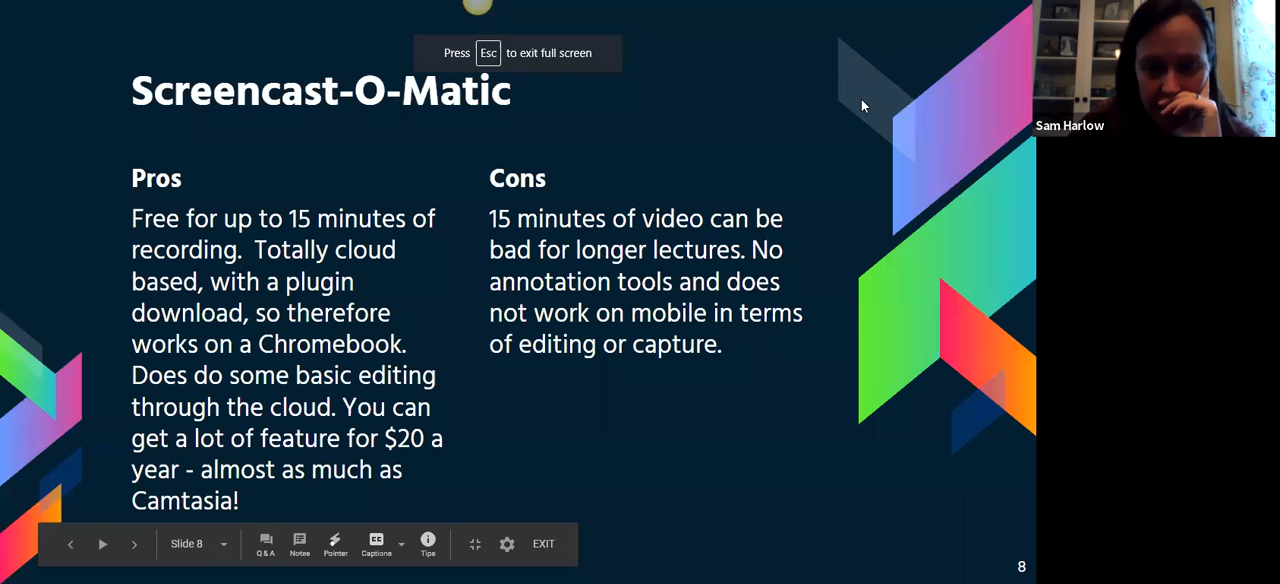 Press Esc to exit full screen
Screencast-O-Matic
Sam Harlow
Pros
Free for up to 15 minutes of
recording.  Totally cloud
based, with a plugin
download, so therefore
works on a Chromebook.
Does do some basic editing
through the cloud. You can
get a lot of feature for $20 a
year - almost as much as
Camtasia!
Cons
15 minutes of video can be
bad for longer lectures. No
annotation tools and does
not work on mobile in terms
of editing or capture.
Slide 8
Q & A
Notes
Pointer
Captions
Tips
EXIT
8